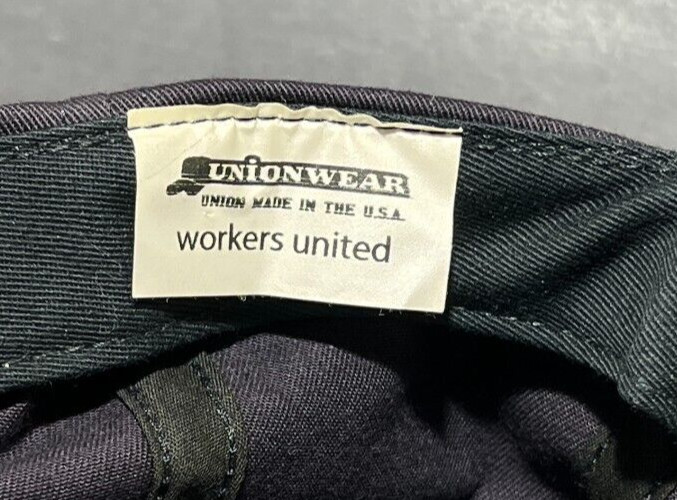 UNIONWEAR
UNION MADE IN THE U.S.A.
workers united